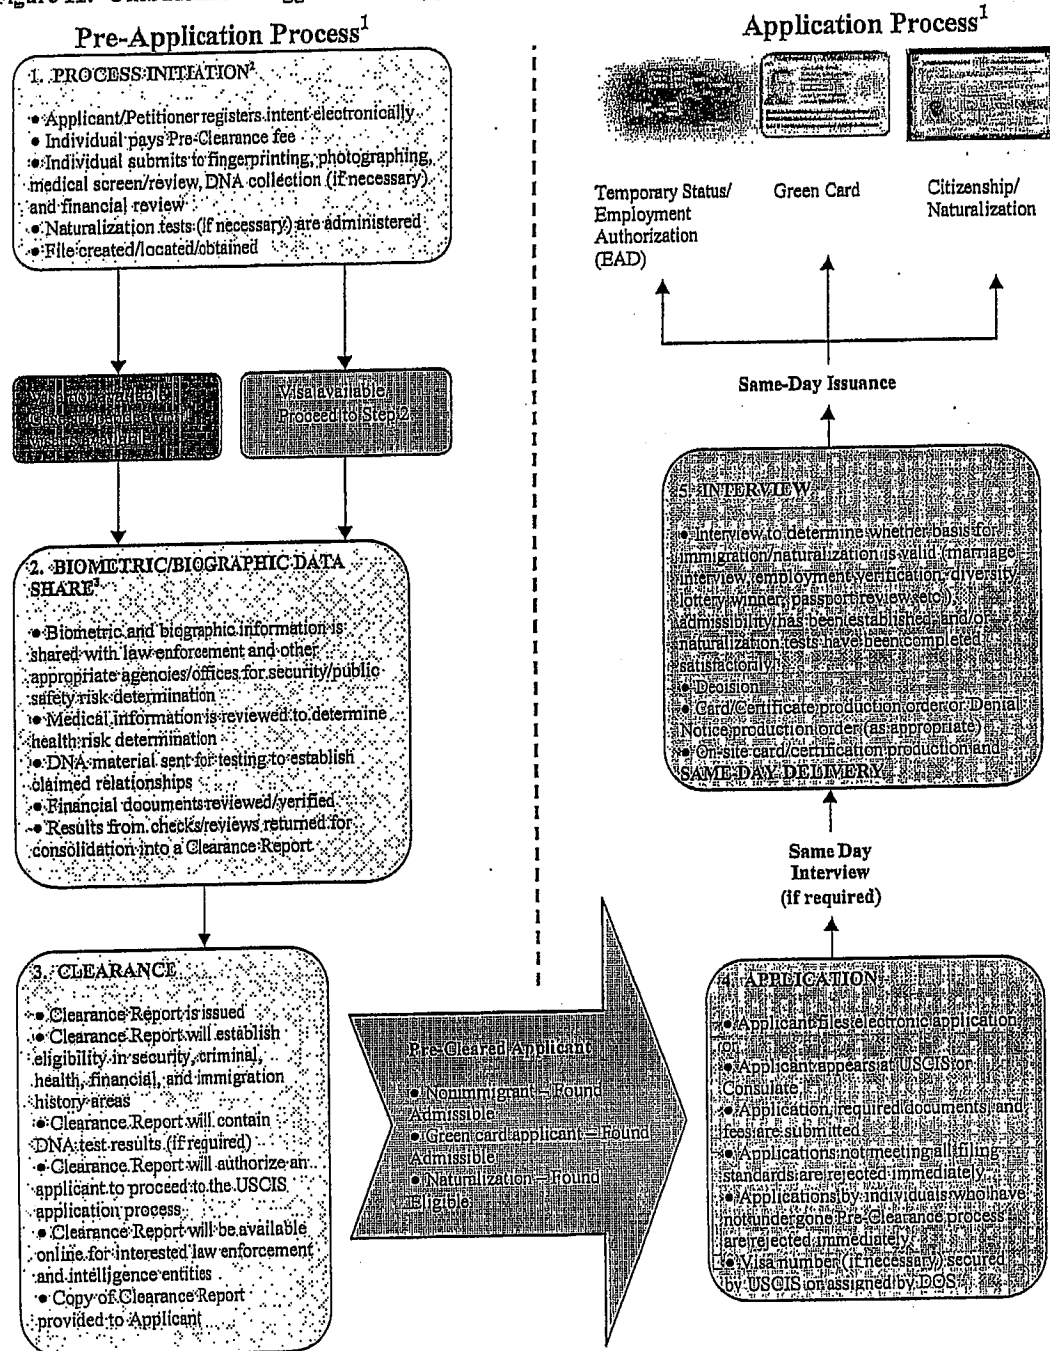 Pre-Application Process¹
1. PROCESS INITIATION²
• Applicant/Petitioner registers intent electronically
• Individual pays Pre-Clearance fee
• Individual submits to fingerprinting, photographing,
medical screen/review, DNA collection (if necessary)
and financial review
• Naturalization tests (if necessary) are administered
• File created/located/obtained
Visa available
Proceed to Step 2
2. BIOMETRIC/BIOGRAPHIC DATA
SHARE³
• Biometric and biographic information is
shared with law enforcement and other
appropriate agencies/offices for security/public
safety risk determination
• Medical information is reviewed to determine
health risk determination
• DNA material sent for testing to establish
claimed relationships
• Financial documents reviewed/verified
• Results from checks/reviews returned for
consolidation into a Clearance Report
3. CLEARANCE
• Clearance Report is issued
• Clearance Report will establish
eligibility in security, criminal,
health, financial, and immigration
history areas
• Clearance Report will contain
DNA test results (if required)
• Clearance Report will authorize an
applicant to proceed to the USCIS
application process
• Clearance Report will be available
online for interested law enforcement
and intelligence entities
• Copy of Clearance Report
provided to Applicant
Pre-Cleared Applicant
• Nonimmigrant – Found
Admissible
• Green card applicant – Found
Admissible
• Naturalization – Found
Eligible
Application Process¹
Temporary Status/
Employment
Authorization
(EAD)
Green Card
Citizenship/
Naturalization
Same-Day Issuance
5. INTERVIEW
• Interview to determine whether basis for
immigration/naturalization is valid (marriage
interview, employment verification, diversity
lottery winner, passport review, etc.),
admissibility has been established, and/or
naturalization tests have been completed
satisfactorily
• Decision
• Card/Certificate production order or Denial
Notice production order (as appropriate)
• On-site card/certification production and
SAME-DAY DELIVERY
Same Day
Interview
(if required)
4. APPLICATION
• Applicant files electronic application
or
• Applicant appears at USCIS or
Consulate
• Application, required documents, and
fees are submitted
• Applications not meeting all filing
standards are rejected immediately
• Applications by individuals who have
not undergone Pre-Clearance process
are rejected immediately
• Visa number (if necessary) secured
by USCIS or assigned by DOS